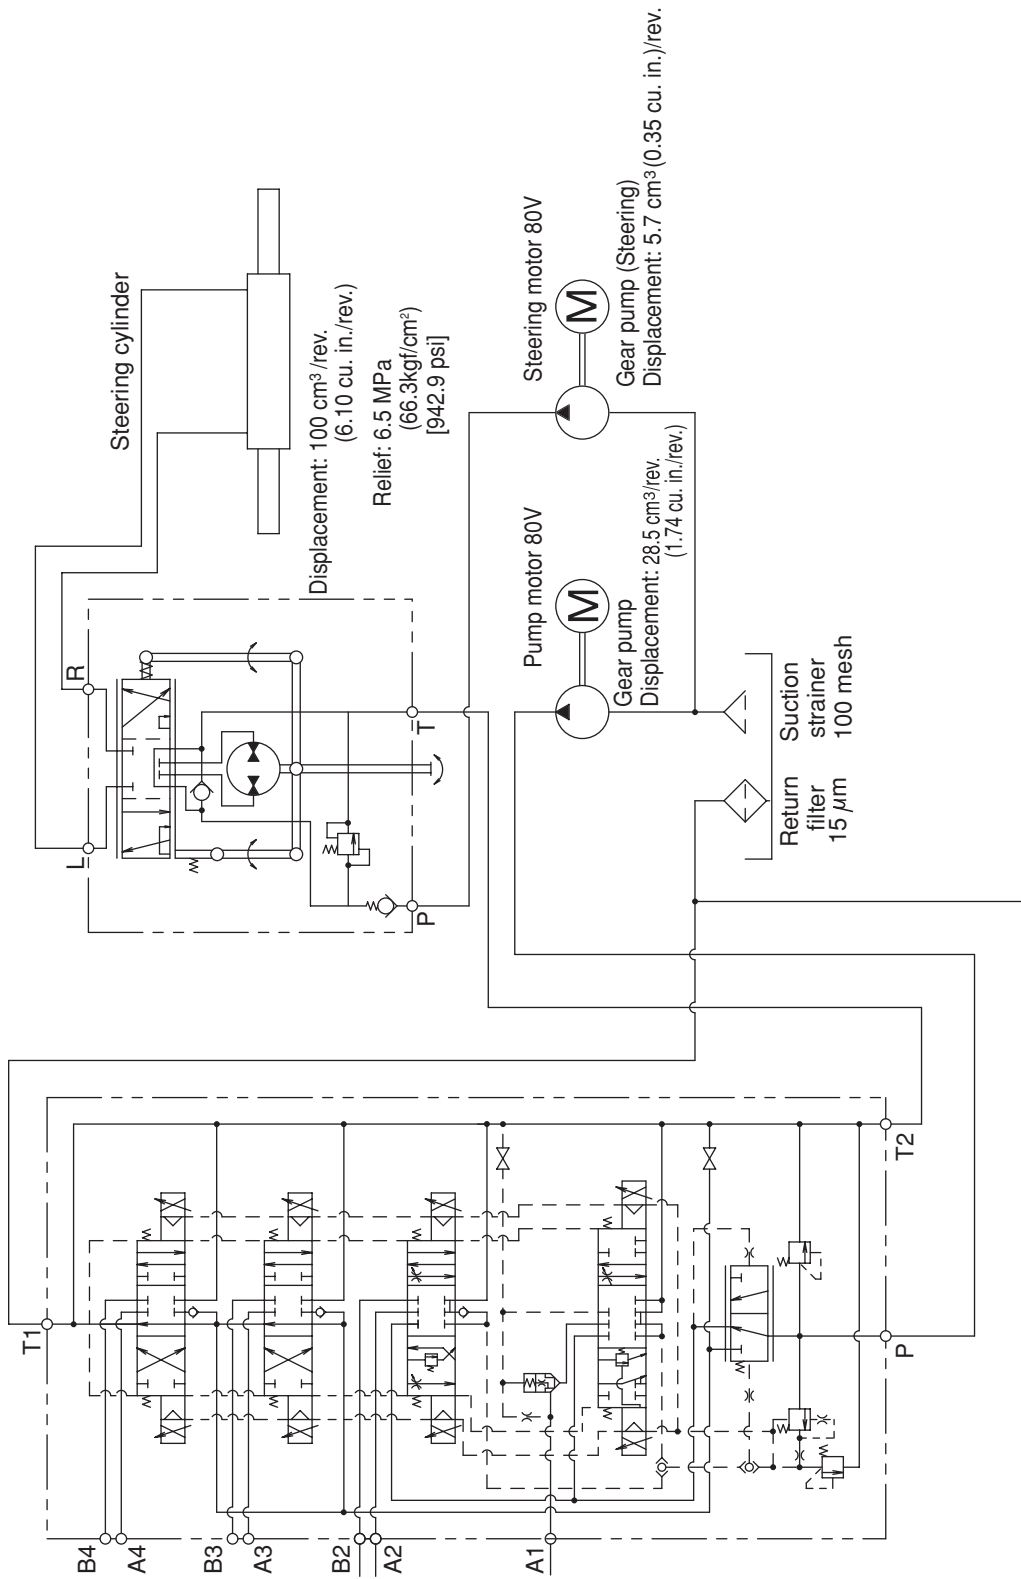 Steering cylinder
Displacement: 100 cm³/rev.
(6.10 cu. in./rev.)
Relief: 6.5 MPa
(66.3kgf/cm²)
[942.9 psi]
R
L
T
P
Steering motor 80V
M
Gear pump (Steering)
Displacement: 5.7 cm³ (0.35 cu. in.)/rev.
Pump motor 80V
M
Gear pump
Displacement: 28.5 cm³/rev.
(1.74 cu. in./rev.)
Suction
strainer
100 mesh
Return
filter
15 µm
T1
T2
P
B4
A4
B3
A3
B2
A2
A1